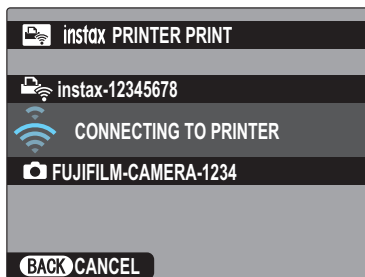 instax PRINTER PRINT
instax-12345678
CONNECTING TO PRINTER
FUJIFILM-CAMERA-1234
BACK CANCEL